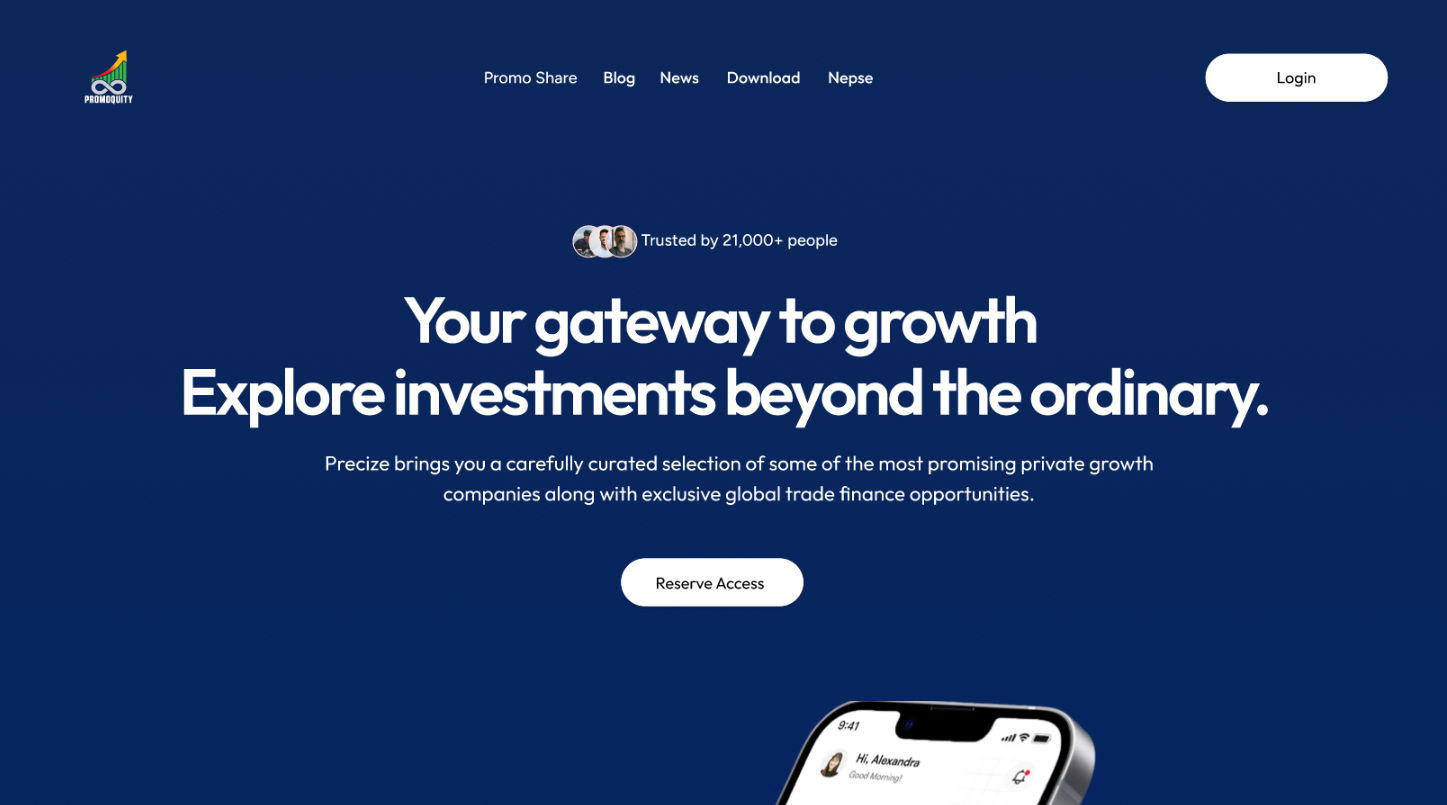 PROMOQUITY
Promo Share Blog News Download Nepse
Login
Trusted by 21,000+ people
Your gateway to growth
Explore investments beyond the ordinary.
Precize brings you a carefully curated selection of some of the most promising private growth
companies along with exclusive global trade finance opportunities.
Reserve Access
9:41
Hi, Alexandra
Good Morning!